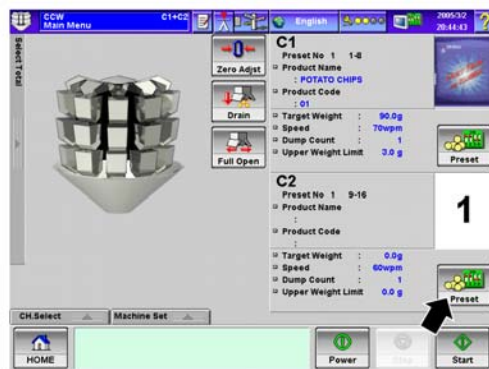 CCW C1+C2
Main Menu
English
2005/3/2
20:44:43
?
Select Total
-0-
Zero Adjst
Drain
Full Open
C1
Preset No 1 1-8
Product Name
: POTATO CHIPS
Product Code
: 01
Target Weight : 90.0g
Speed : 70wpm
Dump Count : 1
Upper Weight Limit 3.0 g
Preset
C2
Preset No 1 9-16
Product Name
:
Product Code
:
1
Target Weight : 0.0g
Speed : 60wpm
Dump Count : 1
Upper Weight Limit 0.0 g
Preset
CH.Select Machine Set
HOME
Power
Stop
Start